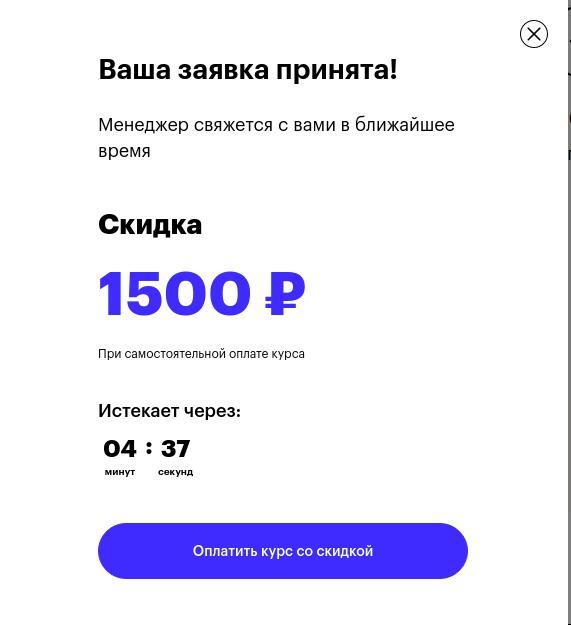 Ваша заявка принята!
Менеджер свяжется с вами в ближайшее
время
Скидка
1500 ₽
При самостоятельной оплате курса
Истекает через:
04 : 37
минут секунд
Оплатить курс со скидкой